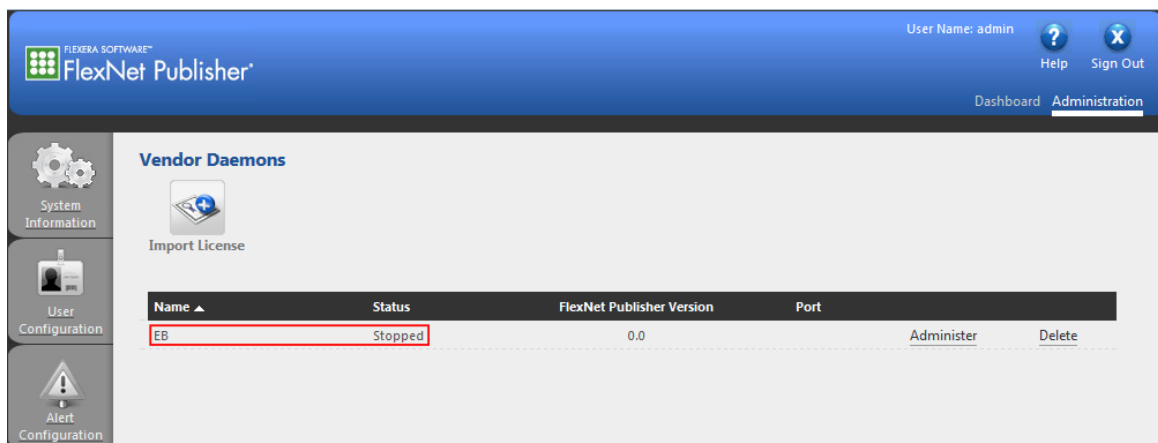 User Name: admin
FLEXERA SOFTWARE™
FlexNet Publisher®
Help Sign Out
Dashboard Administration
Vendor Daemons
System
Information
Import License
User
Configuration
Name Status FlexNet Publisher Version Port
EB Stopped 0.0 Administer Delete
Alert
Configuration